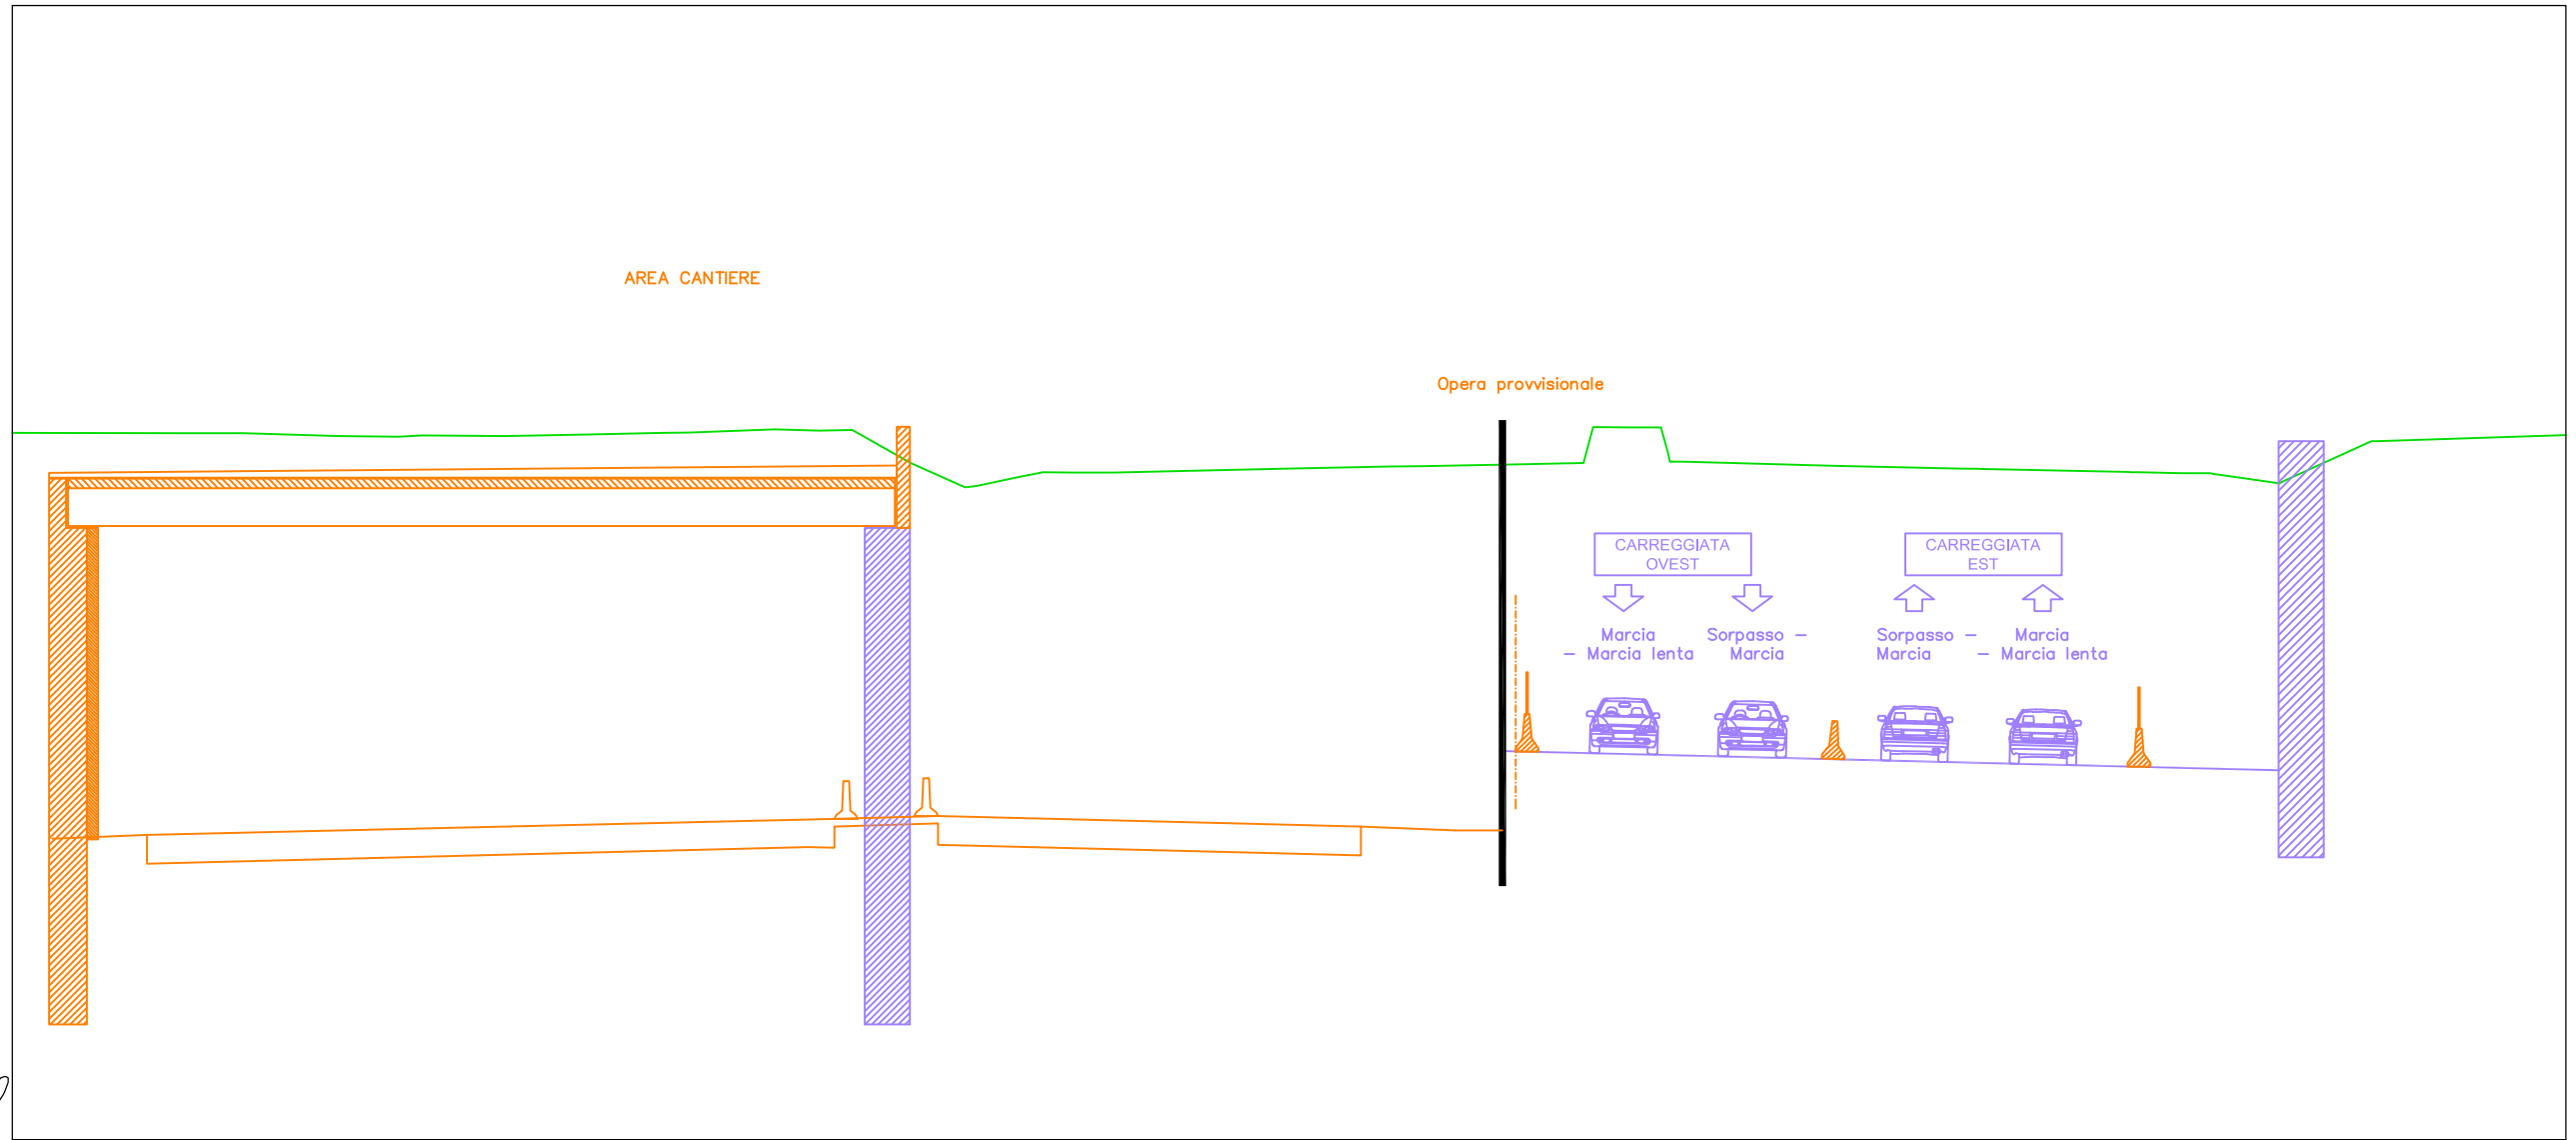 AREA CANTIERE
Opera provvisionale
CARREGGIATA
OVEST
CARREGGIATA
EST
Marcia
– Marcia lenta
Sorpasso –
Marcia
Sorpasso –
Marcia
Marcia
– Marcia lenta